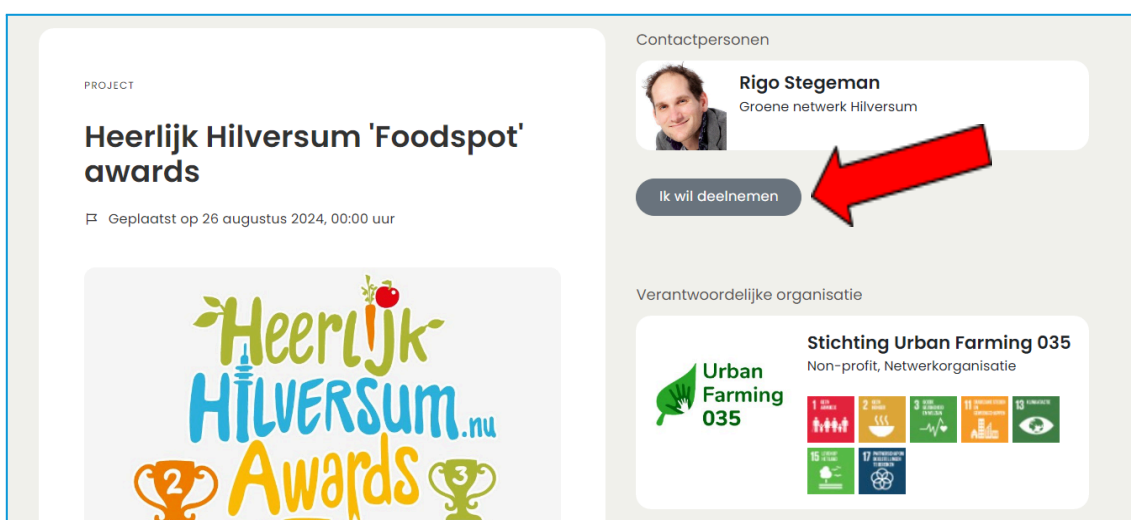 PROJECT
Heerlijk Hilversum 'Foodspot'
awards
Geplaatst op 26 augustus 2024, 00:00 uur
Heerlijk
HILVERSUM.nu
Awards
2
3
Contactpersonen
Rigo Stegeman
Groene netwerk Hilversum
Ik wil deelnemen
Verantwoordelijke organisatie
Urban
Farming
035
Stichting Urban Farming 035
Non-profit, Netwerkorganisatie
1
2
3
11
13
15
17